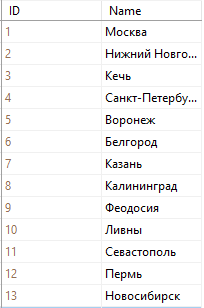 ID Name
1 Москва
2 Нижний Новго...
3 Кечь
4 Санкт-Петербу...
5 Воронеж
6 Белгород
7 Казань
8 Калининград
9 Феодосия
10 Ливны
11 Севастополь
12 Пермь
13 Новосибирск